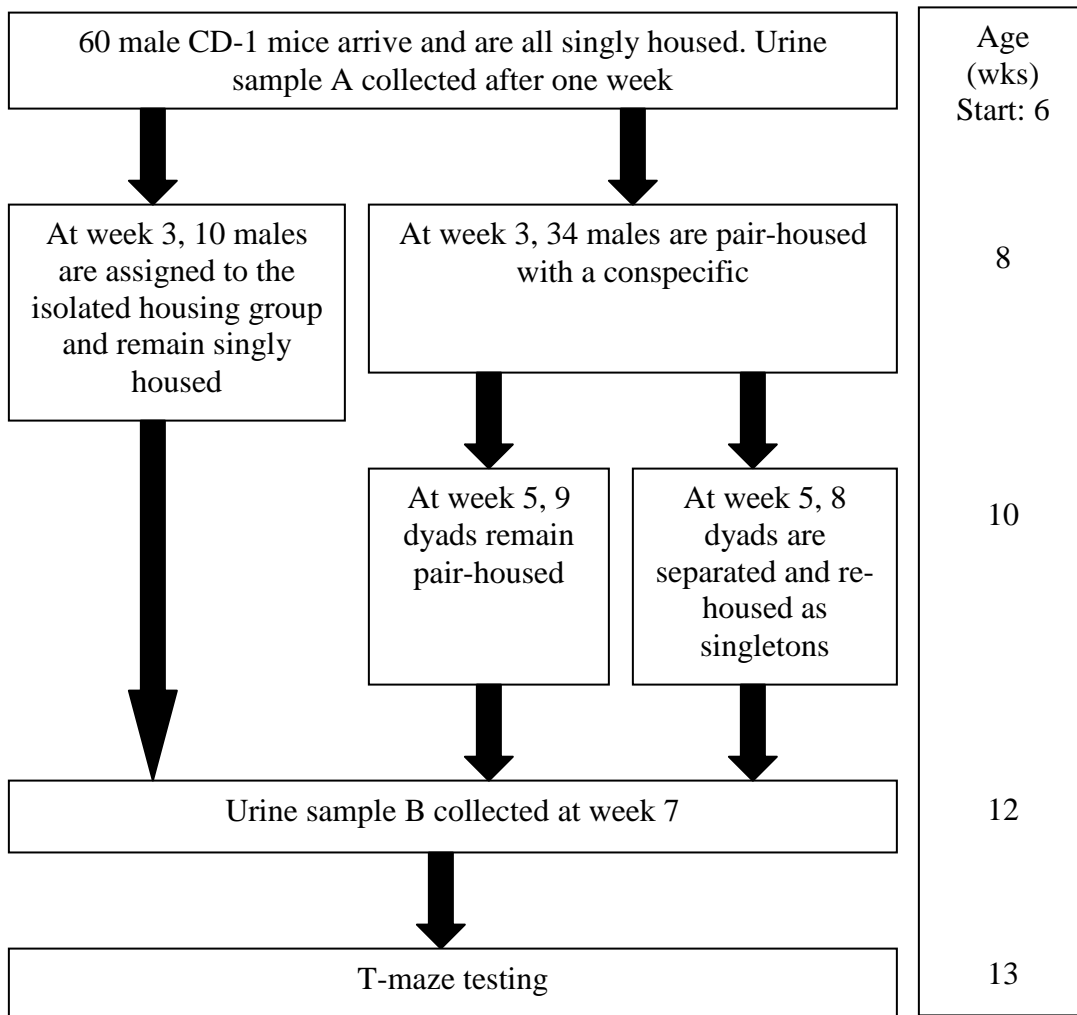 60 male CD-1 mice arrive and are all singly housed. Urine
sample A collected after one week
Age
(wks)
Start: 6
At week 3, 10 males
are assigned to the
isolated housing group
and remain singly
housed
At week 3, 34 males are pair-housed
with a conspecific
8
At week 5, 9
dyads remain
pair-housed
At week 5, 8
dyads are
separated and re-
housed as
singletons
10
Urine sample B collected at week 7
12
T-maze testing
13